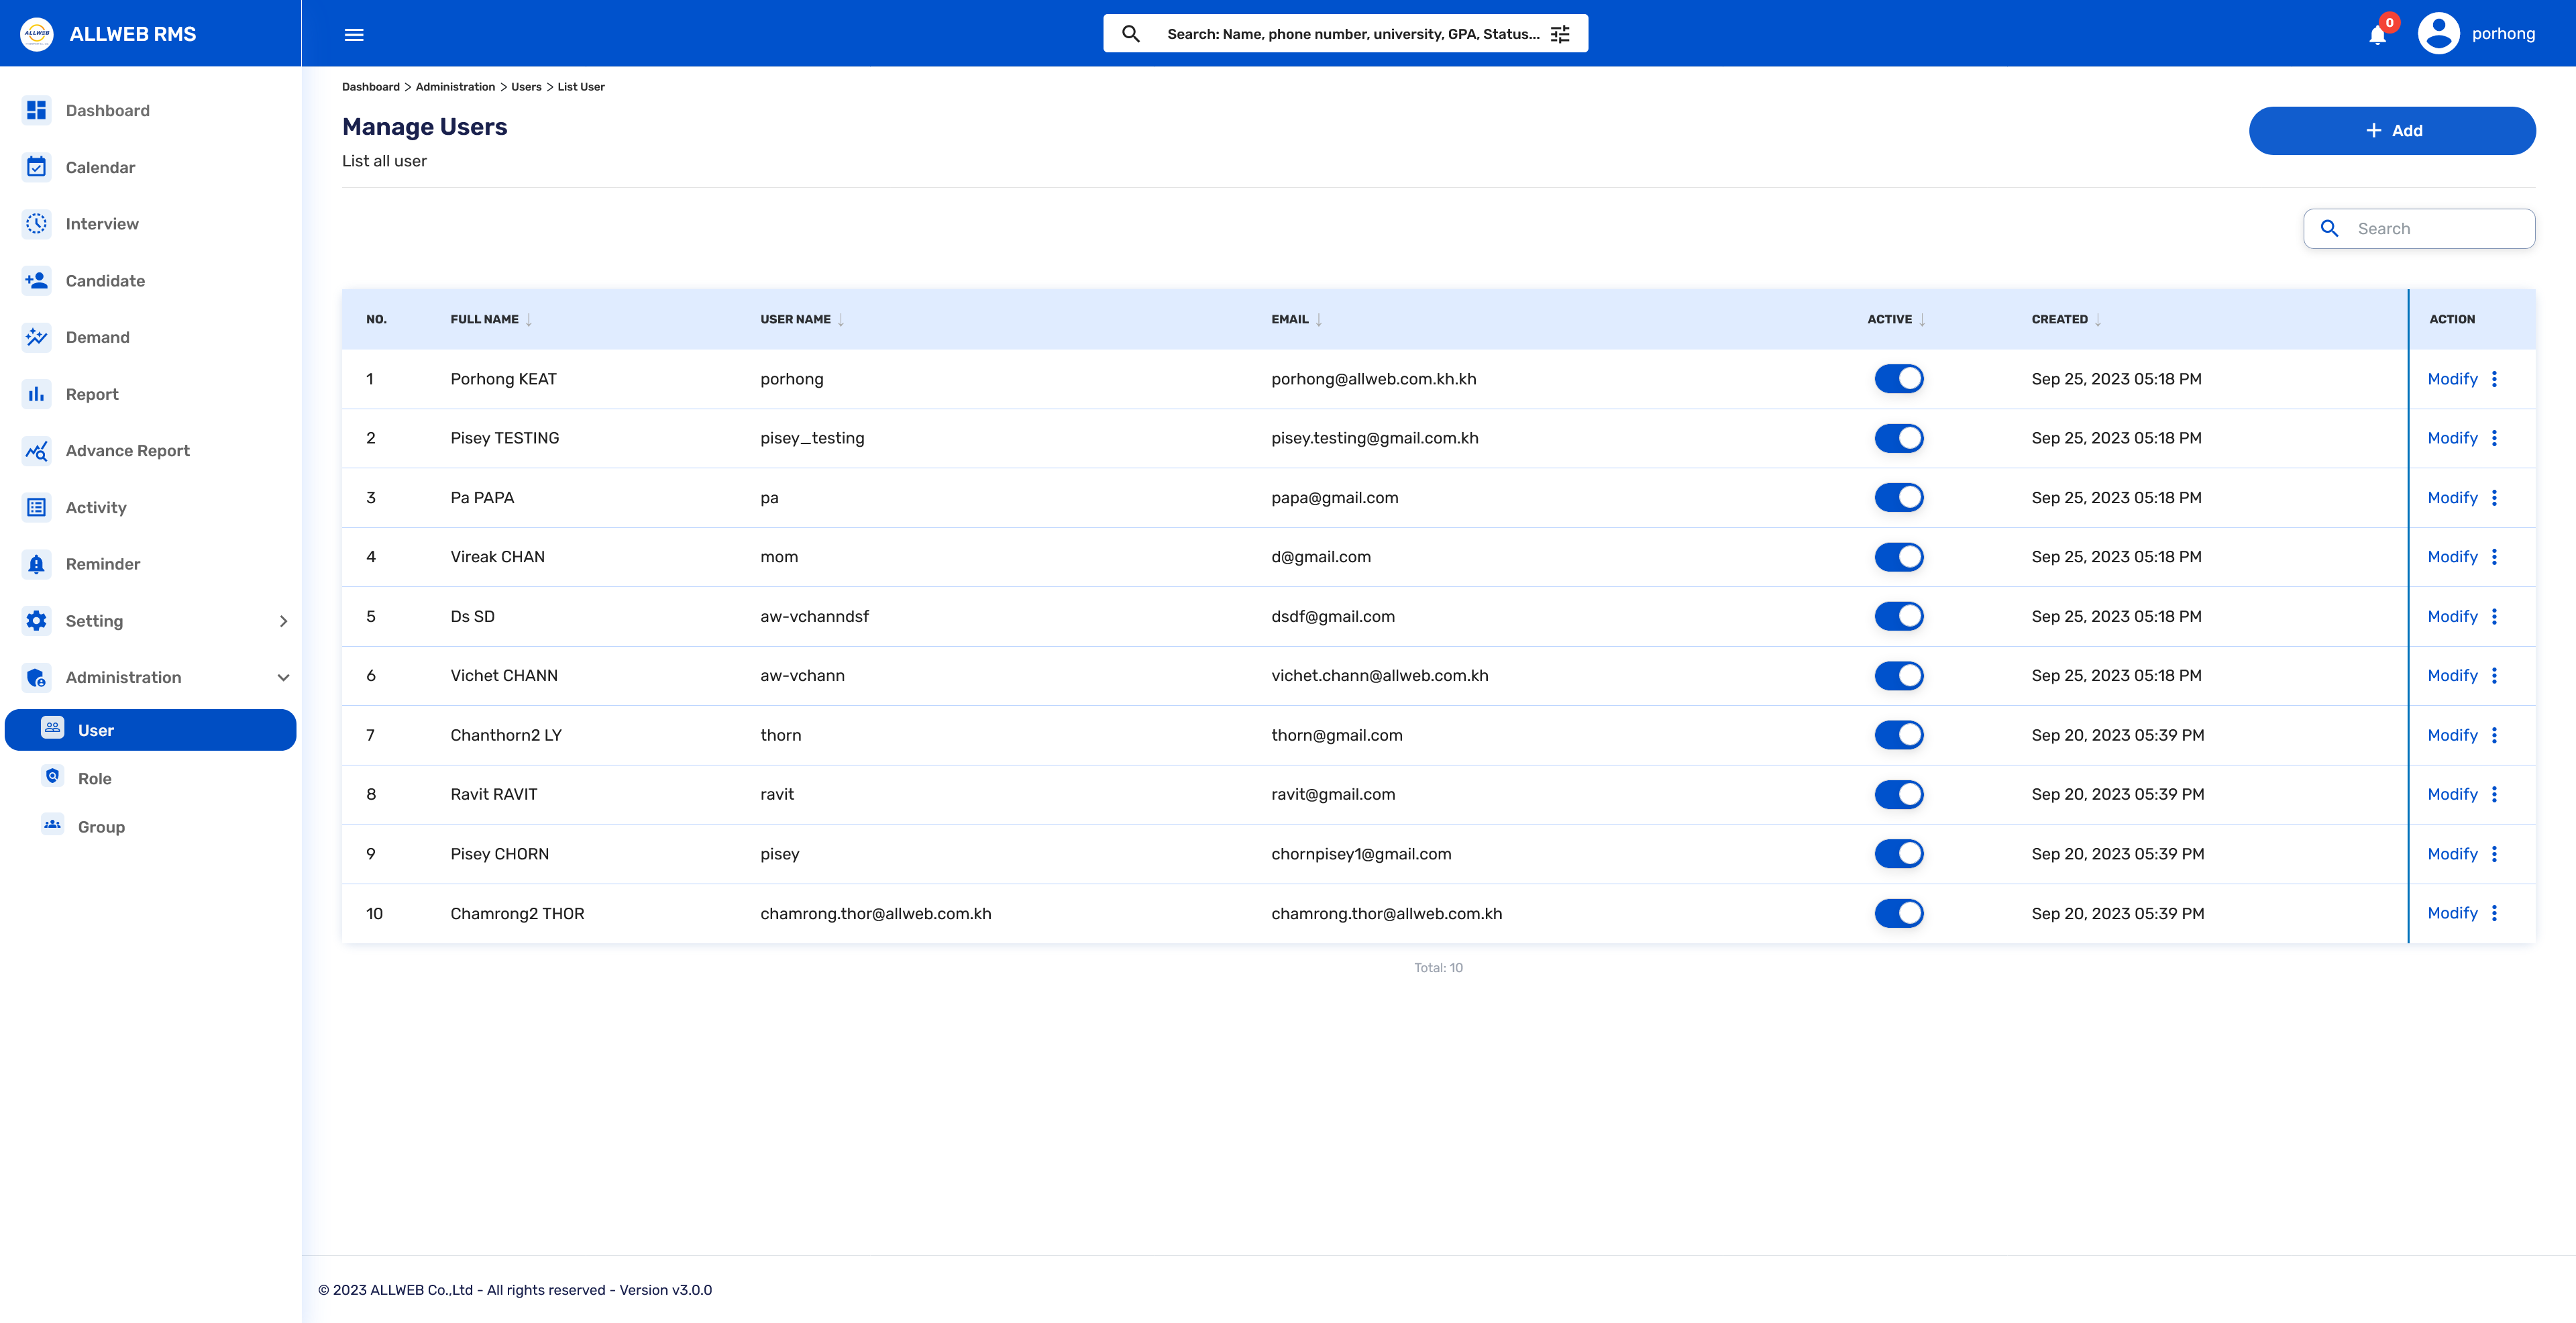 ALLWEB
ALLWEB RMS
Search: Name, phone number, university, GPA, Status...
0
porhong
Dashboard
Calendar
Interview
Candidate
Demand
Report
Advance Report
Activity
Reminder
Setting
Administration
User
Role
Group
Dashboard > Administration > Users > List User
Manage Users
List all user
+ Add
Search
NO. FULL NAME ↓ USER NAME ↓ EMAIL ↓ ACTIVE ↓ CREATED ↓ ACTION
1 Porhong KEAT porhong porhong@allweb.com.kh.kh Sep 25, 2023 05:18 PM Modify
2 Pisey TESTING pisey_testing pisey.testing@gmail.com.kh Sep 25, 2023 05:18 PM Modify
3 Pa PAPA pa papa@gmail.com Sep 25, 2023 05:18 PM Modify
4 Vireak CHAN mom d@gmail.com Sep 25, 2023 05:18 PM Modify
5 Ds SD aw-vchanndsf dsdf@gmail.com Sep 25, 2023 05:18 PM Modify
6 Vichet CHANN aw-vchann vichet.chann@allweb.com.kh Sep 25, 2023 05:18 PM Modify
7 Chanthorn2 LY thorn thorn@gmail.com Sep 20, 2023 05:39 PM Modify
8 Ravit RAVIT ravit ravit@gmail.com Sep 20, 2023 05:39 PM Modify
9 Pisey CHORN pisey chornpisey1@gmail.com Sep 20, 2023 05:39 PM Modify
10 Chamrong2 THOR chamrong.thor@allweb.com.kh chamrong.thor@allweb.com.kh Sep 20, 2023 05:39 PM Modify
Total: 10
© 2023 ALLWEB Co.,Ltd - All rights reserved - Version v3.0.0